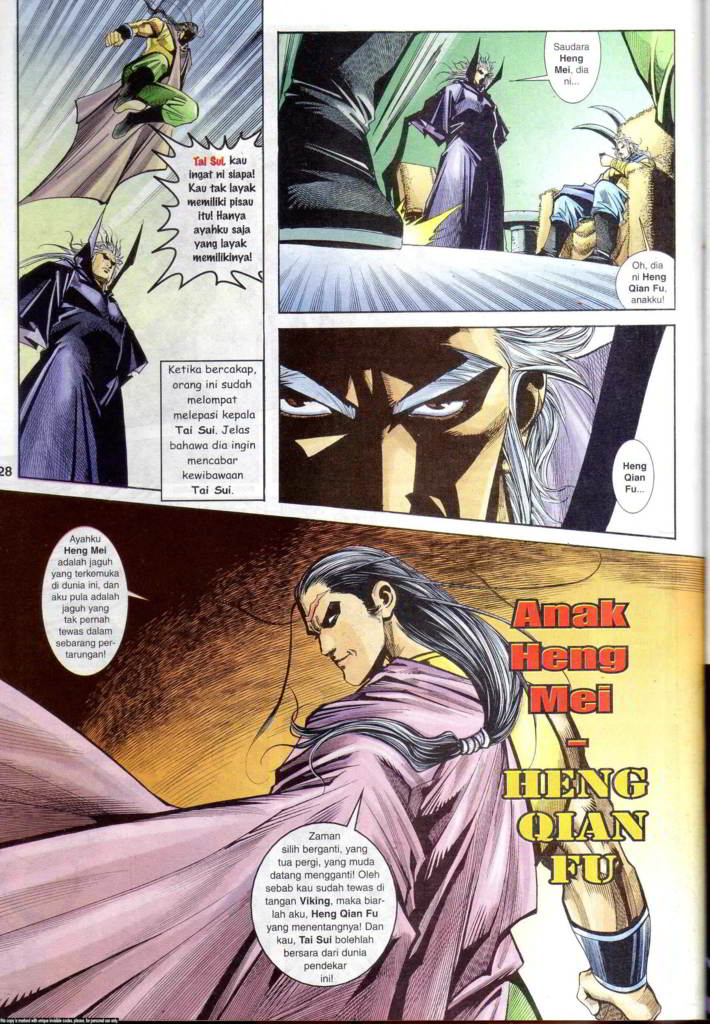 Tai Sui, kau
ingat ni siapa!
Kau tak layak
memiliki pisau
itu! Hanya
ayahku saja
yang layak
memilikinya!
Ketika bercakap,
orang ini sudah
melompat
melepasi kepala
Tai Sui. Jelas
bahawa dia ingin
mencabar
kewibawaan
Tai Sui.
Saudara
Heng
Mei, dia
ni...
Oh, dia
ni Heng
Qian Fu,
anakku!
Heng
Qian
Fu...
28
Ayahku
Heng Mei
adalah jaguh
yang terkemuka
di dunia ini, dan
aku pula adalah
jaguh yang
tak pernah
tewas dalam
sebarang per-
tarungan!
Anak
Heng
Mei
-
HENG
QIAN
FU
Zaman
silih berganti, yang
tua pergi, yang muda
datang mengganti! Oleh
sebab kau sudah tewas di
tangan Viking, maka biar-
lah aku, Heng Qian Fu
yang menentangnya! Dan
kau, Tai Sui bolehlah
bersara dari dunia
pendekar
ini!